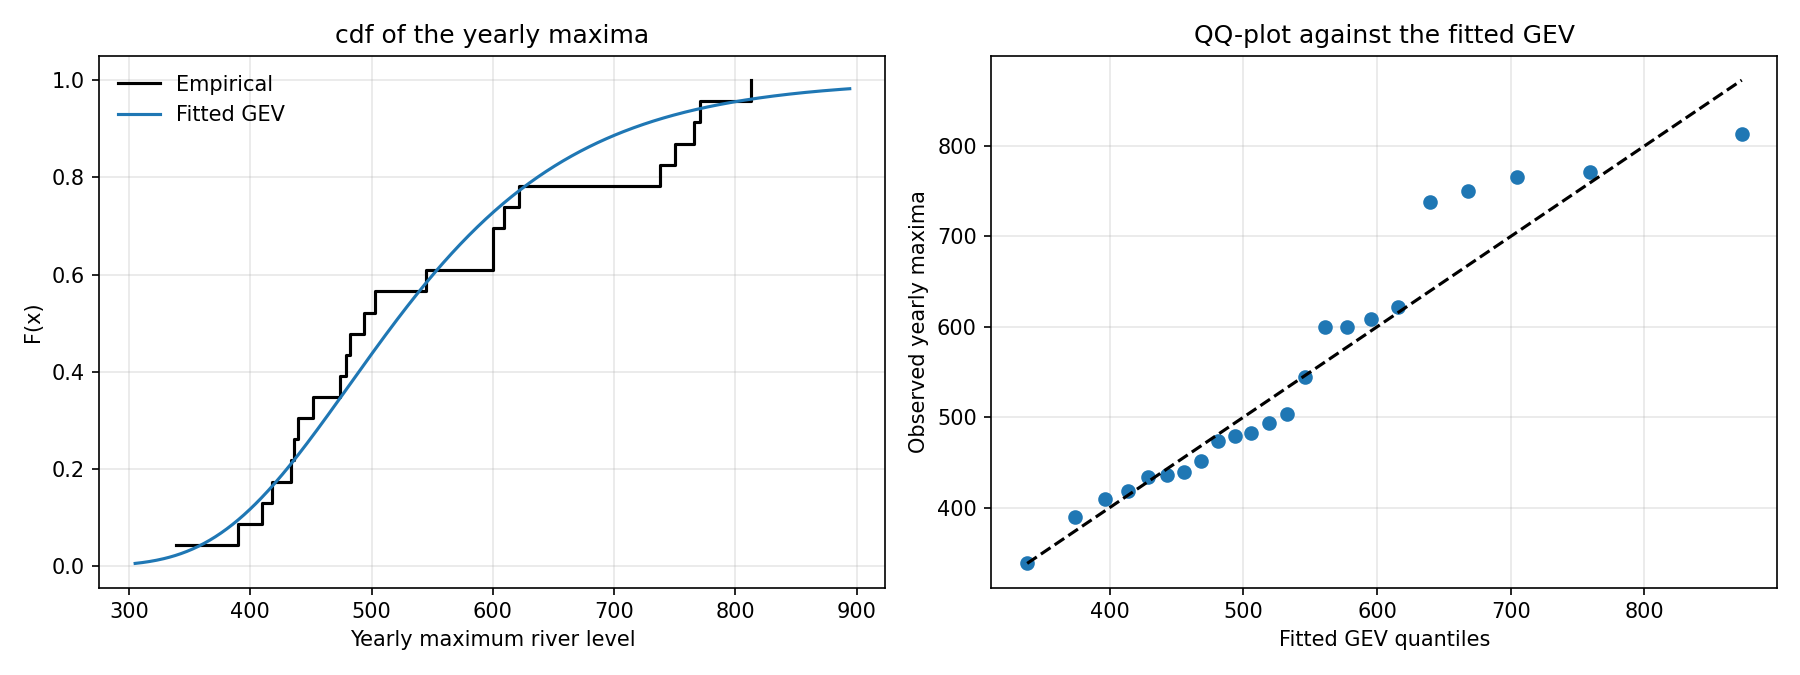 cdf of the yearly maxima
Empirical
Fitted GEV
F(x)
1.0
0.8
0.6
0.4
0.2
0.0
300 400 500 600 700 800 900
Yearly maximum river level
QQ-plot against the fitted GEV
Observed yearly maxima
800
700
600
500
400
400 500 600 700 800
Fitted GEV quantiles